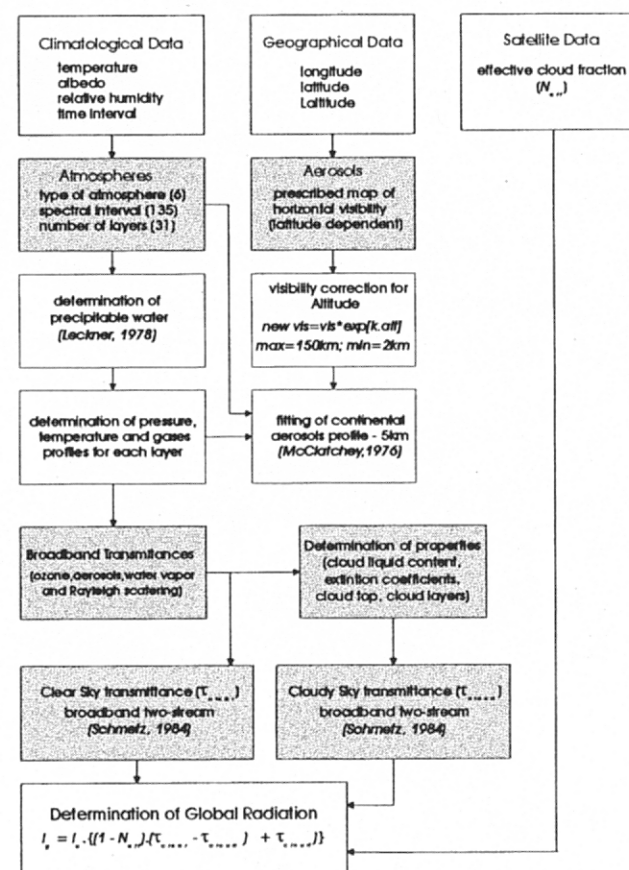 Climatological Data
temperature
albedo
relative humidity
time interval
Geographical Data
longitude
latitude
Laltitude
Satellite Data
effective cloud fraction
Atmospheres
type of atmosphere (6)
spectral interval (135)
number of layers (31)
Aerosols
prescribed map of
horizontal visibility
(latitude dependent)
determination of
precipitable water
(Leckner, 1978)
visibility correction for
Altitude
new vis=vis*exp[k.alt]
max=150km; min=2km
determination of pressure,
temperature and gases
profiles for each layer
fitting of continental
aerosols profile - 5km
(McClatchey,1976)
Broadband Transmitances
(ozone,aerosols,water vapor
and Rayleigh scatering)
Determination of properties
(cloud liquid content,
extintion coefficients,
cloud top, cloud layers)
Clear Sky transmittance (τ)
broadband two-stream
(Schmetz, 1984)
Cloudy Sky transmittance (τ)
broadband two-stream
(Schmetz, 1984)
Determination of Global Radiation